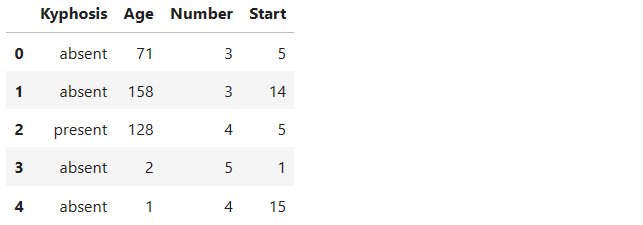 Kyphosis Age Number Start
0 absent 71 3 5
1 absent 158 3 14
2 present 128 4 5
3 absent 2 5 1
4 absent 1 4 15